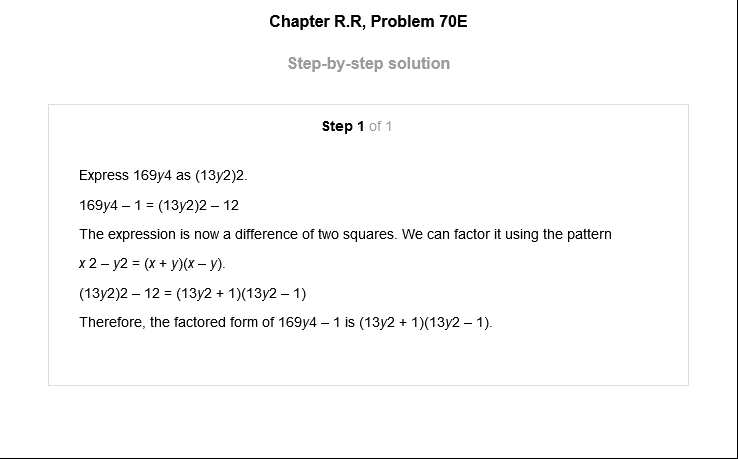 Chapter R.R, Problem 70E
Step-by-step solution
Step 1 of 1
Express 169y4 as (13y2)2.
169y4 – 1 = (13y2)2 – 12
The expression is now a difference of two squares. We can factor it using the pattern
x 2 – y2 = (x + y)(x – y).
(13y2)2 – 12 = (13y2 + 1)(13y2 – 1)
Therefore, the factored form of 169y4 – 1 is (13y2 + 1)(13y2 – 1).